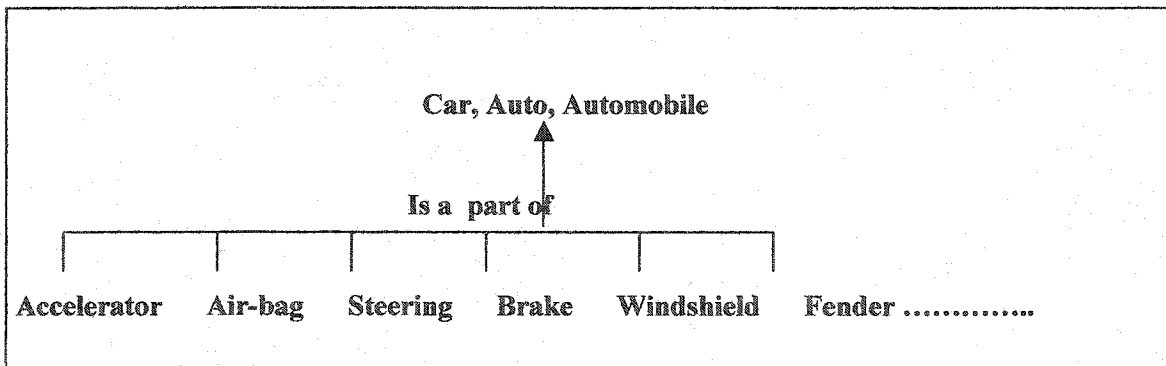 Car, Auto, Automobile
Is a part of
Accelerator Air-bag Steering Brake Windshield Fender ..............